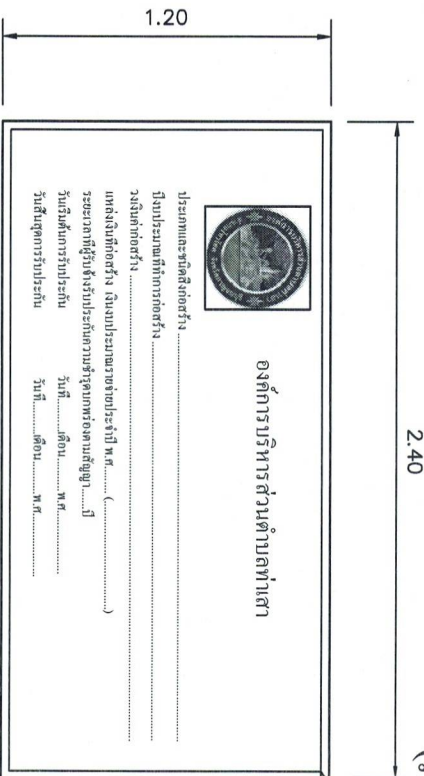 1.20
2.40
องค์การบริหารส่วนตำบลท่าเสา
ประเภทและชนิดสิ่งก่อสร้าง..........................................................
ปีงบประมาณที่ทำการก่อสร้าง..........................................................
วงเงินค่าก่อสร้าง..........................................................
แหล่งเงินที่ก่อสร้าง เงินงบประมาณรายจ่ายประจำปี พ.ศ.........(..............................)
ระยะเวลาที่ผู้รับจ้างรับประกันความชำรุดบกพร่องตามสัญญา........ปี
วันเริ่มต้นการรับประกัน วันที่.........เดือน.........พ.ศ...............
วันสิ้นสุดการรับประกัน วันที่.........เดือน.........พ.ศ...............